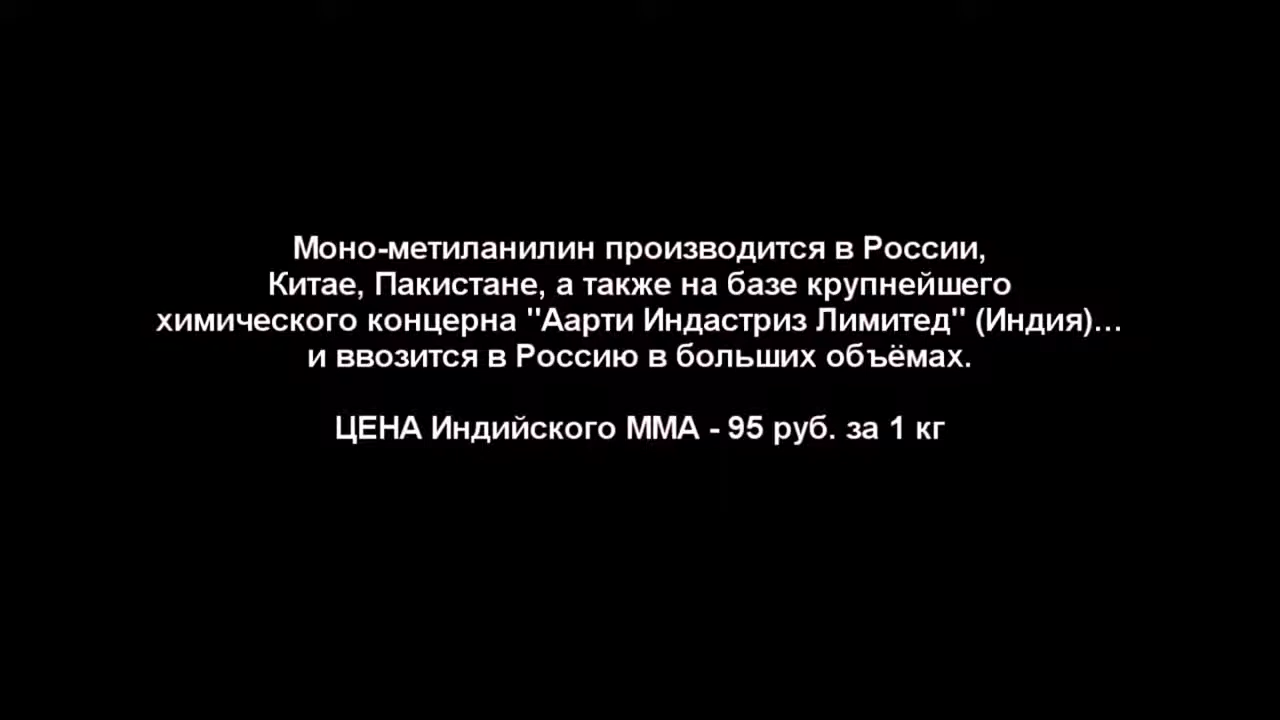 Моно-метиланилин производится в России,
Китае, Пакистане, а также на базе крупнейшего
химического концерна "Аарти Индастриз Лимитед" (Индия)...
и ввозится в Россию в больших объёмах.
ЦЕНА Индийского ММА - 95 руб. за 1 кг